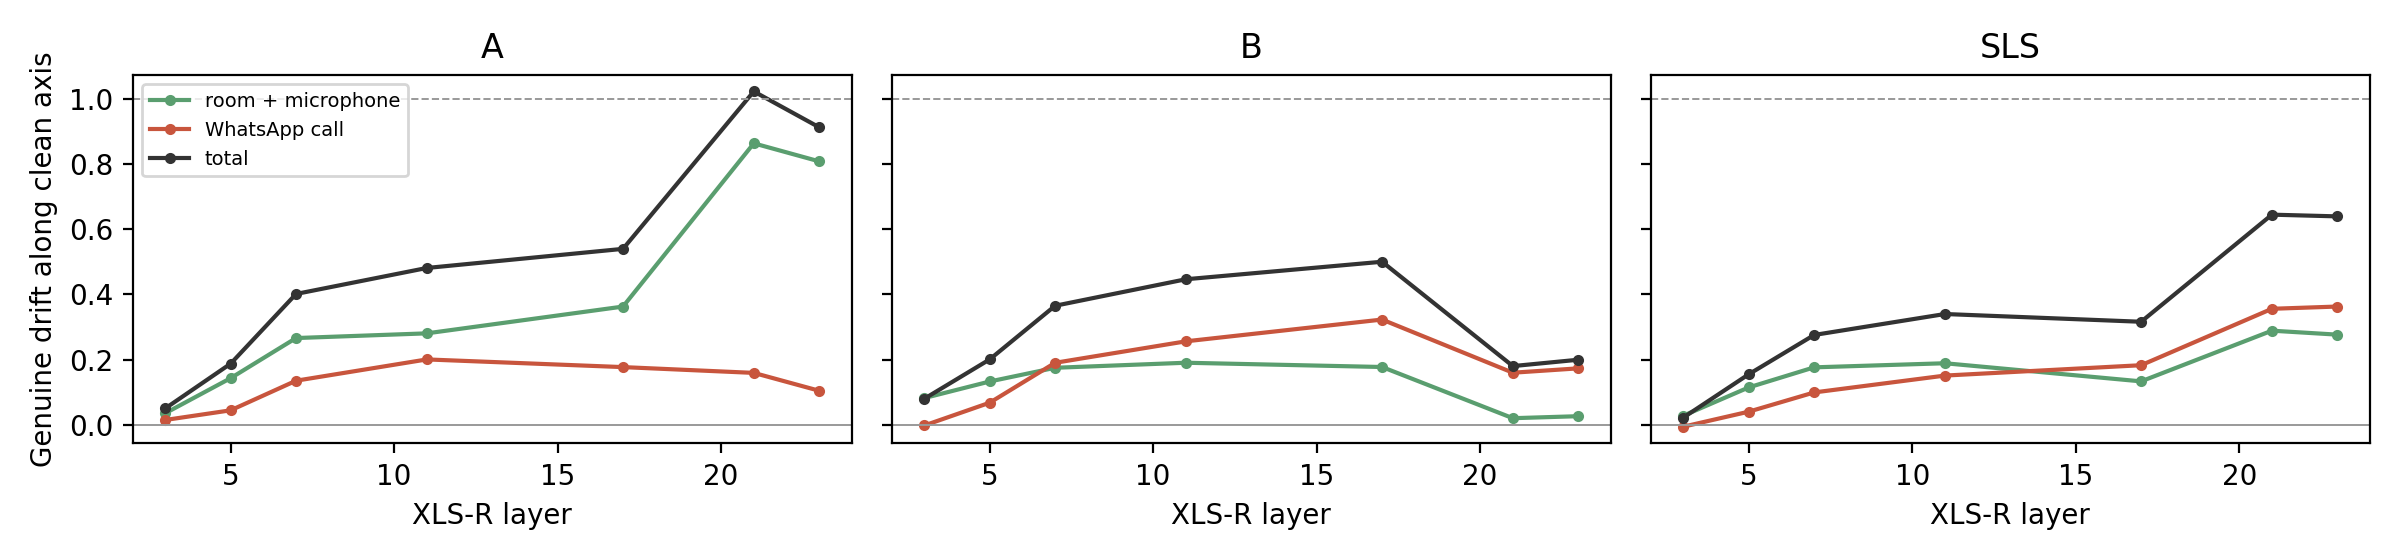 A
B
SLS
Genuine drift along clean axis
1.0
0.8
0.6
0.4
0.2
0.0
room + microphone
WhatsApp call
total
5 10 15 20
5 10 15 20
5 10 15 20
XLS-R layer
XLS-R layer
XLS-R layer